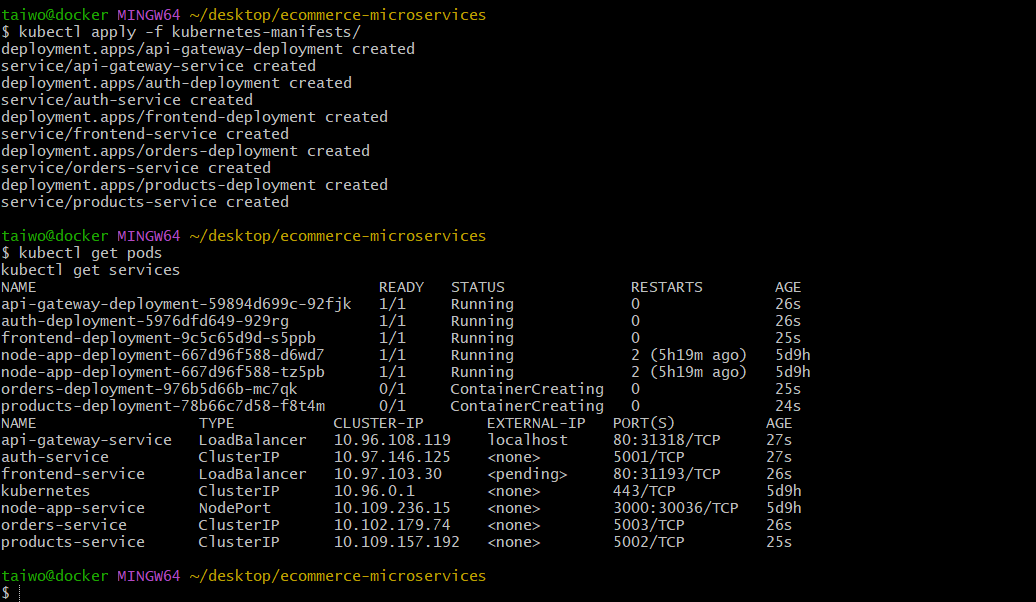 taiwo@docker MINGW64 ~/desktop/ecommerce-microservices
$ kubectl apply -f kubernetes-manifests/
deployment.apps/api-gateway-deployment created
service/api-gateway-service created
deployment.apps/auth-deployment created
service/auth-service created
deployment.apps/frontend-deployment created
service/frontend-service created
deployment.apps/orders-deployment created
service/orders-service created
deployment.apps/products-deployment created
service/products-service created
taiwo@docker MINGW64 ~/desktop/ecommerce-microservices
$ kubectl get pods
kubectl get services
NAME READY STATUS RESTARTS AGE
api-gateway-deployment-59894d699c-92fjk 1/1 Running 0 26s
auth-deployment-5976dfd649-929rg 1/1 Running 0 26s
frontend-deployment-9c5c65d9d-s5ppb 1/1 Running 0 25s
node-app-deployment-667d96f588-d6wd7 1/1 Running 2 (5h19m ago) 5d9h
node-app-deployment-667d96f588-tz5pb 1/1 Running 2 (5h19m ago) 5d9h
orders-deployment-976b5d66b-mc7qk 0/1 ContainerCreating 0 25s
products-deployment-78b66c7d58-f8t4m 0/1 ContainerCreating 0 24s
NAME TYPE CLUSTER-IP EXTERNAL-IP PORT(S) AGE
api-gateway-service LoadBalancer 10.96.108.119 localhost 80:31318/TCP 27s
auth-service ClusterIP 10.97.146.125 <none> 5001/TCP 27s
frontend-service LoadBalancer 10.97.103.30 <pending> 80:31193/TCP 26s
kubernetes ClusterIP 10.96.0.1 <none> 443/TCP 5d9h
node-app-service NodePort 10.109.236.15 <none> 3000:30036/TCP 5d9h
orders-service ClusterIP 10.102.179.74 <none> 5003/TCP 26s
products-service ClusterIP 10.109.157.192 <none> 5002/TCP 25s
taiwo@docker MINGW64 ~/desktop/ecommerce-microservices
$